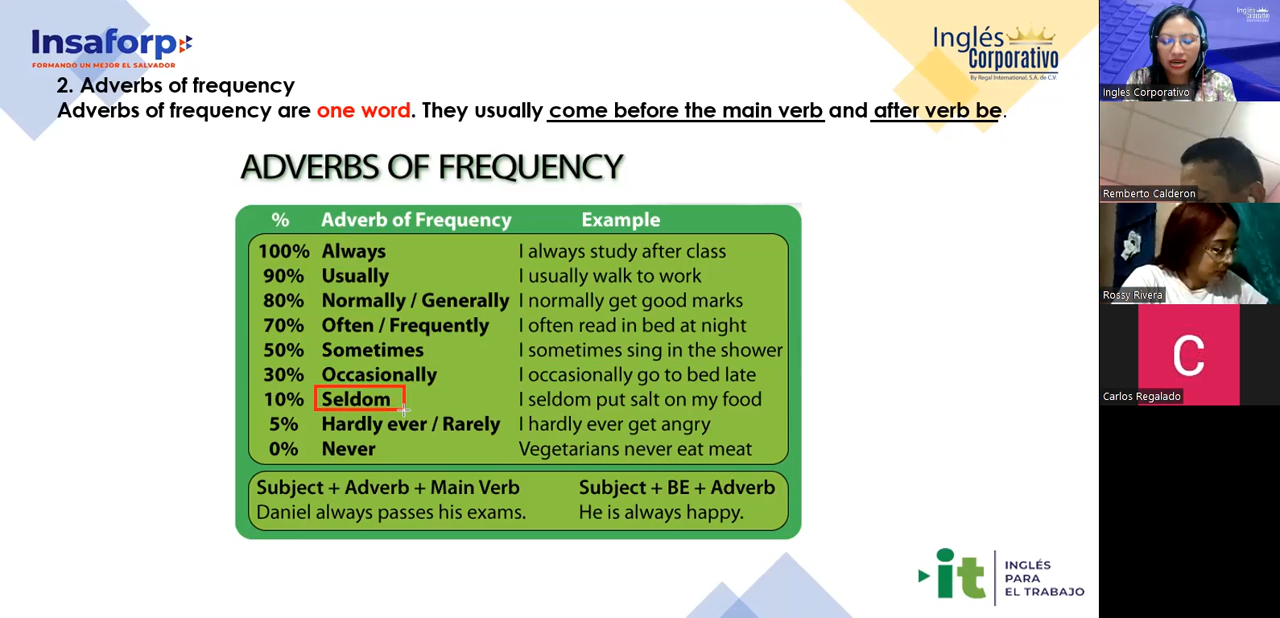 Insaforp
FORMANDO UN MEJOR EL SALVADOR
Inglés
Corporativo
By Regal International, S.A. de C.V.
2. Adverbs of frequency
Adverbs of frequency are one word. They usually come before the main verb and after verb be.
ADVERBS OF FREQUENCY
% Adverb of Frequency Example
100% Always I always study after class
90% Usually I usually walk to work
80% Normally / Generally I normally get good marks
70% Often / Frequently I often read in bed at night
50% Sometimes I sometimes sing in the shower
30% Occasionally I occasionally go to bed late
10% Seldom I seldom put salt on my food
5% Hardly ever / Rarely I hardly ever get angry
0% Never Vegetarians never eat meat
Subject + Adverb + Main Verb Subject + BE + Adverb
Daniel always passes his exams. He is always happy.
it
INGLÉS
PARA
EL TRABAJO
Inglés
Corporativo
Ingles Corporativo
Remberto Calderon
Rossy Rivera
C
Carlos Regalado